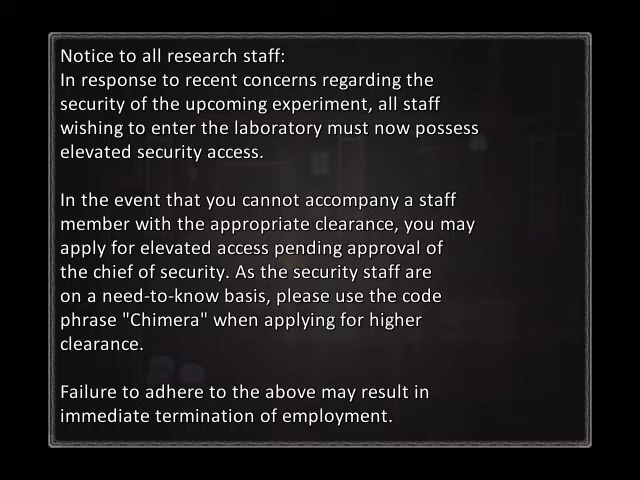 Notice to all research staff:
In response to recent concerns regarding the
security of the upcoming experiment, all staff
wishing to enter the laboratory must now possess
elevated security access.
In the event that you cannot accompany a staff
member with the appropriate clearance, you may
apply for elevated access pending approval of
the chief of security. As the security staff are
on a need-to-know basis, please use the code
phrase "Chimera" when applying for higher
clearance.
Failure to adhere to the above may result in
immediate termination of employment.